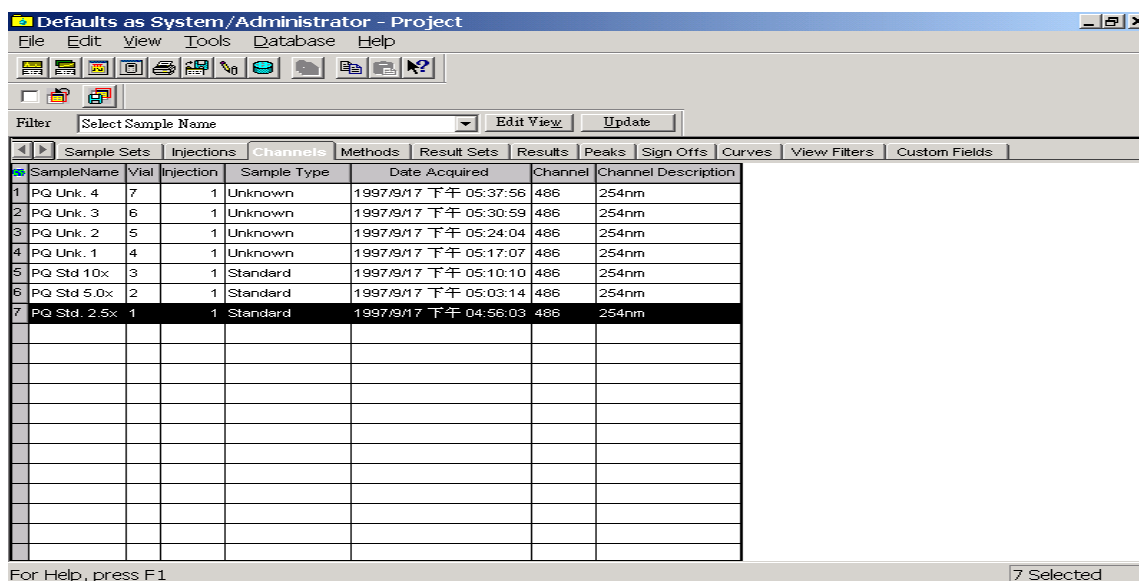 Defaults as System/Administrator - Project
File Edit View Tools Database Help
Filter Select Sample Name Edit View Update
Sample Sets Injections Channels Methods Result Sets Results Peaks Sign Offs Curves View Filters Custom Fields
SampleName Vial Injection Sample Type Date Acquired Channel Channel Description
1 PQ Unk. 4 7 1 Unknown 1997/9/17 下午 05:37:56 486 254nm
2 PQ Unk. 3 6 1 Unknown 1997/9/17 下午 05:30:59 486 254nm
3 PQ Unk. 2 5 1 Unknown 1997/9/17 下午 05:24:04 486 254nm
4 PQ Unk. 1 4 1 Unknown 1997/9/17 下午 05:17:07 486 254nm
5 PQ Std 10x 3 1 Standard 1997/9/17 下午 05:10:10 486 254nm
6 PQ Std 5.0x 2 1 Standard 1997/9/17 下午 05:03:14 486 254nm
7 PQ Std. 2.5x 1 1 Standard 1997/9/17 下午 04:56:03 486 254nm
For Help, press F1 7 Selected